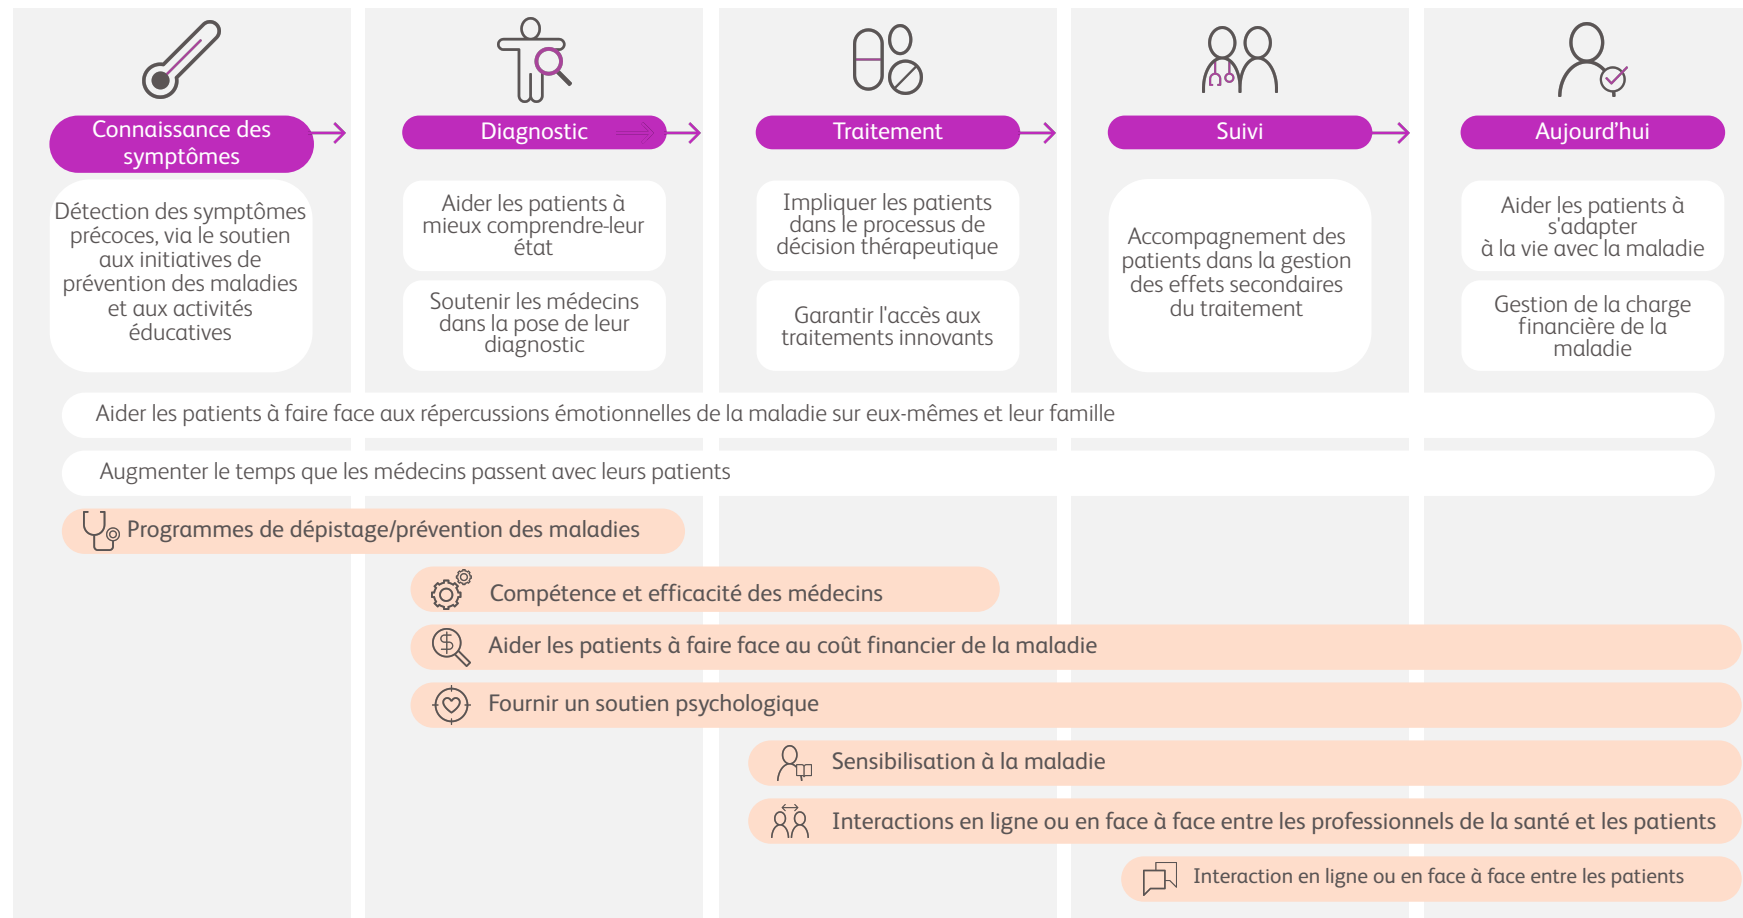 Connaissance des
symptômes
Diagnostic
Traitement
Suivi
Aujourd'hui
Détection des symptômes
précoces, via le soutien
aux initiatives de
prévention des maladies
et aux activités
éducatives
Aider les patients à
mieux comprendre-leur
état
Soutenir les médecins
dans la pose de leur
diagnostic
Impliquer les patients
dans le processus de
décision thérapeutique
Garantir l'accès aux
traitements innovants
Accompagnement des
patients dans la gestion
des effets secondaires
du traitement
Aider les patients à
s'adapter
à la vie avec la maladie
Gestion de la charge
financière de la
maladie
Aider les patients à faire face aux répercussions émotionnelles de la maladie sur eux-mêmes et leur famille
Augmenter le temps que les médecins passent avec leurs patients
Programmes de dépistage/prévention des maladies
Compétence et efficacité des médecins
Aider les patients à faire face au coût financier de la maladie
Fournir un soutien psychologique
Sensibilisation à la maladie
Interactions en ligne ou en face à face entre les professionnels de la santé et les patients
Interaction en ligne ou en face à face entre les patients